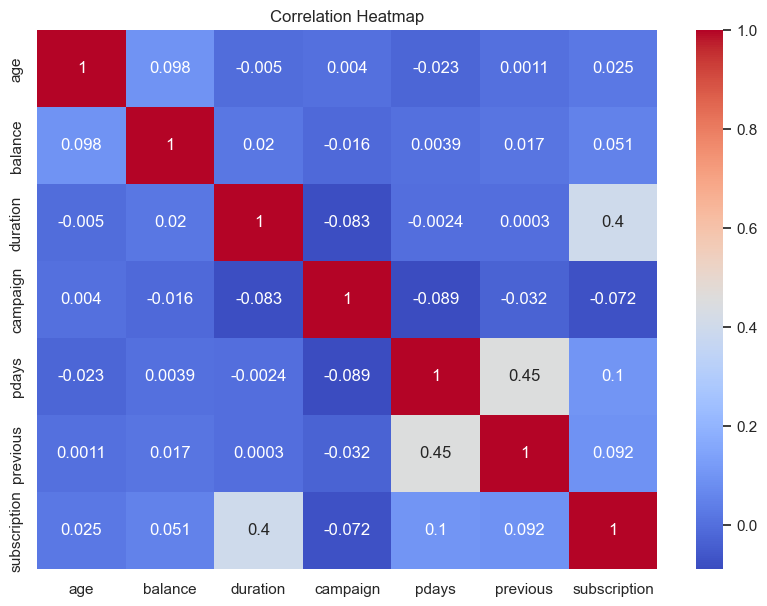 Correlation Heatmap
age 1 0.098 -0.005 0.004 -0.023 0.0011 0.025
balance 0.098 1 0.02 -0.016 0.0039 0.017 0.051
duration -0.005 0.02 1 -0.083 -0.0024 0.0003 0.4
campaign 0.004 -0.016 -0.083 1 -0.089 -0.032 -0.072
pdays -0.023 0.0039 -0.0024 -0.089 1 0.45 0.1
previous 0.0011 0.017 0.0003 -0.032 0.45 1 0.092
subscription 0.025 0.051 0.4 -0.072 0.1 0.092 1
age balance duration campaign pdays previous subscription
1.0
0.8
0.6
0.4
0.2
0.0